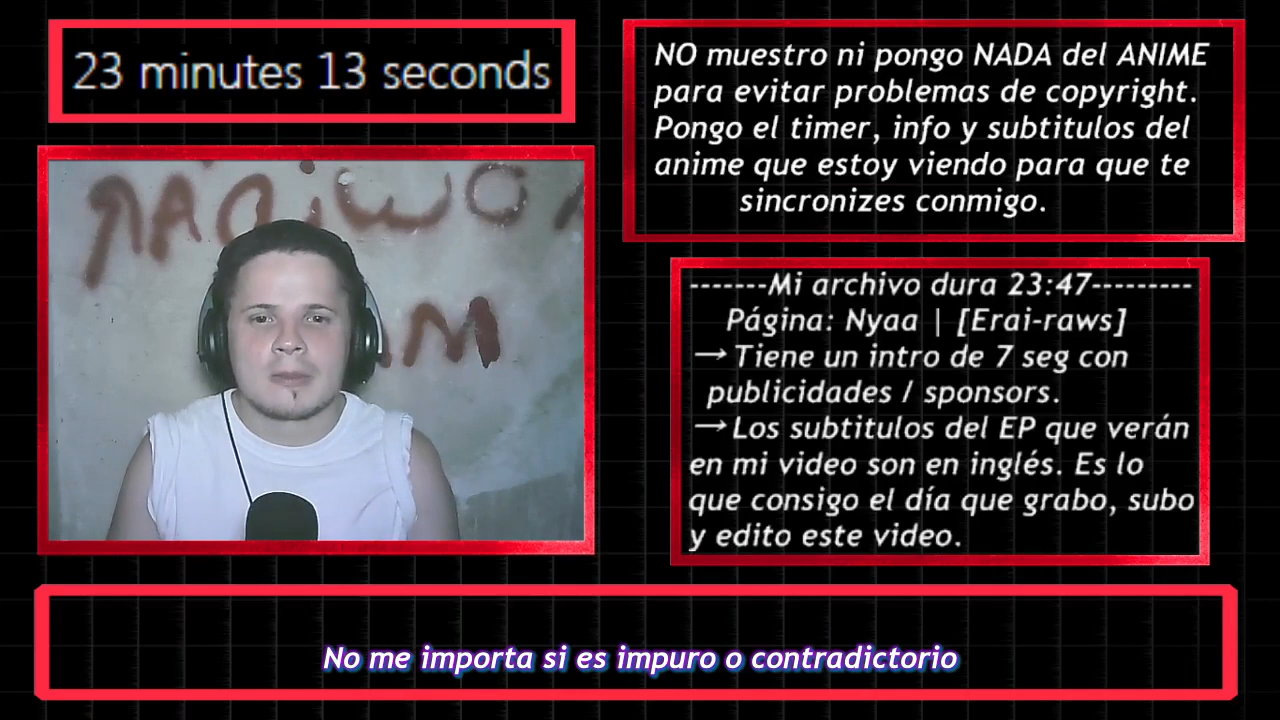 23 minutes 13 seconds
NO muestro ni pongo NADA del ANIME
para evitar problemas de copyright.
Pongo el timer, info y subtitulos del
anime que estoy viendo para que te
sincronizes conmigo.
-------Mi archivo dura 23:47---------
Página: Nyaa | [Erai-raws]
→Tiene un intro de 7 seg con
publicidades / sponsors.
→Los subtitulos del EP que verán
en mi video son en inglés. Es lo
que consigo el día que grabo, subo
y edito este video.
No me importa si es impuro o contradictorio